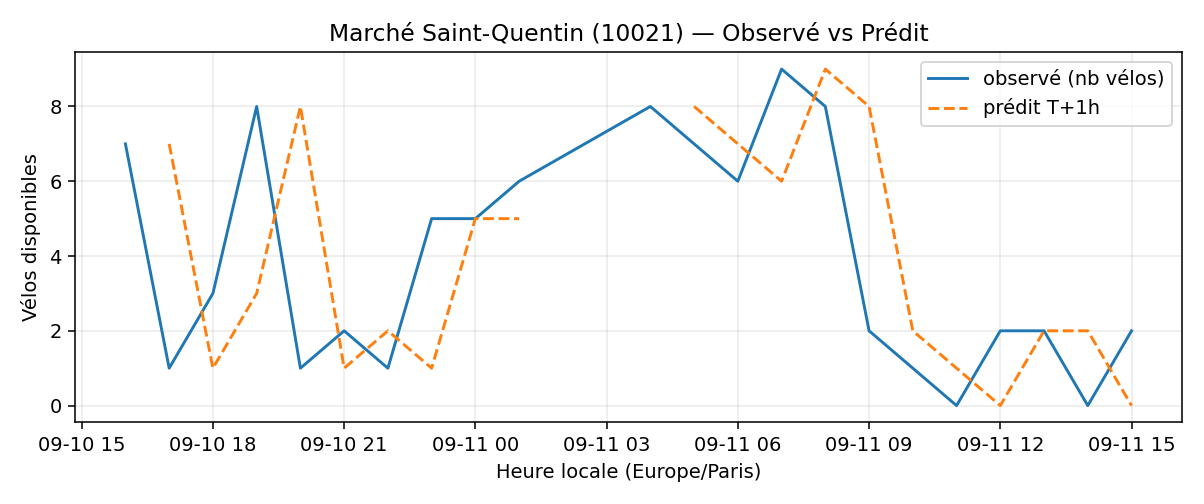 Marché Saint-Quentin (10021) — Observé vs Prédit
observé (nb vélos)
prédit T+1h
Vélos disponibles
8
6
4
2
0
09-10 15 09-10 18 09-10 21 09-11 00 09-11 03 09-11 06 09-11 09 09-11 12 09-11 15
Heure locale (Europe/Paris)